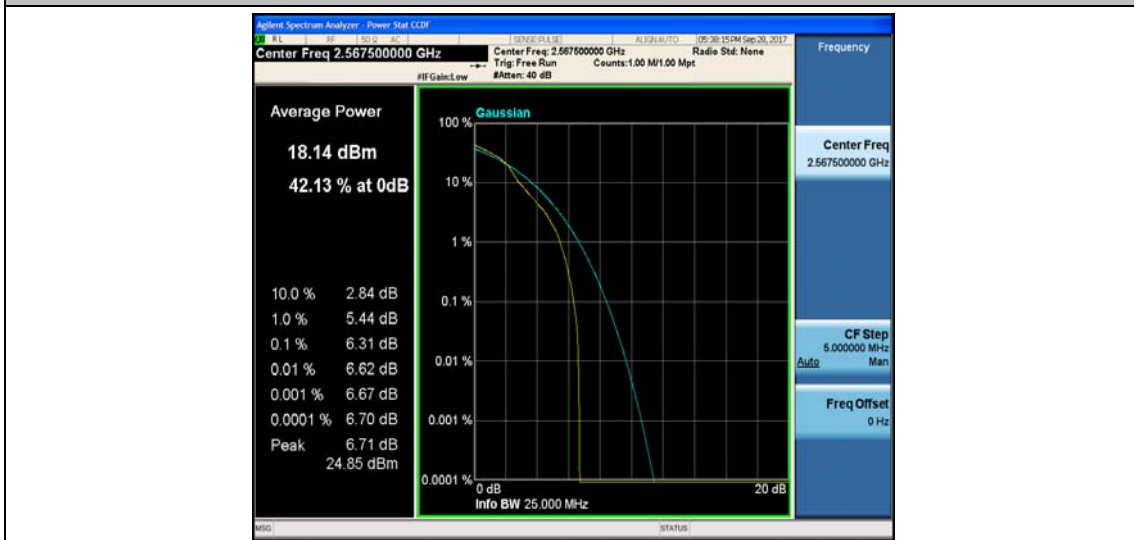 Agilent Spectrum Analyzer - Power Stat CCDF
RL RF 50 Ω AC SENSE:PULSE ALIGN AUTO 05:38:15 PM Sep 20, 2017
Center Freq 2.567500000 GHz
Center Freq: 2.567500000 GHz Radio Std: None
Trig: Free Run Counts:1.00 M/1.00 Mpt
#IFGain:Low #Atten: 40 dB
Average Power
18.14 dBm
42.13 % at 0dB
10.0 % 2.84 dB
1.0 % 5.44 dB
0.1 % 6.31 dB
0.01 % 6.62 dB
0.001 % 6.67 dB
0.0001 % 6.70 dB
Peak 6.71 dB
24.85 dBm
Gaussian
100 %
10 %
1 %
0.1 %
0.01 %
0.001 %
0.0001 %
0 dB 20 dB
Info BW 25.000 MHz
Frequency
Center Freq
2.567500000 GHz
CF Step
5.000000 MHz
Auto Man
Freq Offset
0 Hz
MSG STATUS